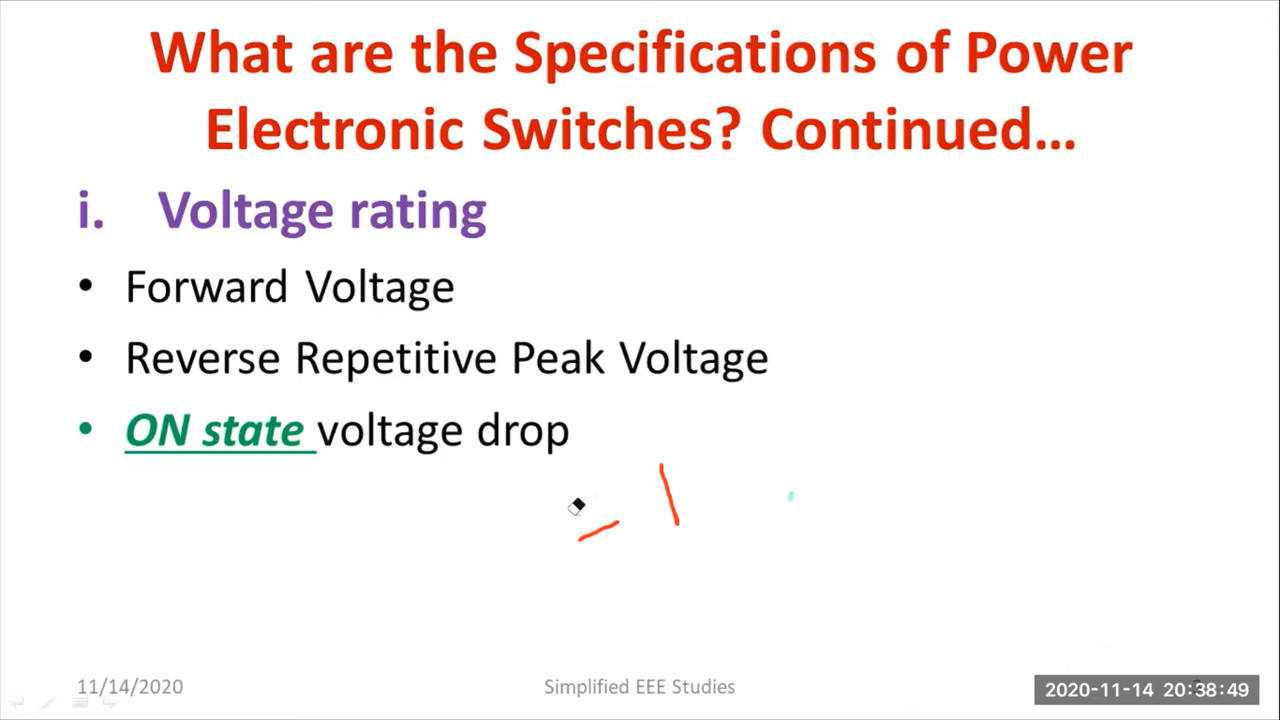 What are the Specifications of Power
Electronic Switches? Continued…
i. Voltage rating
• Forward Voltage
• Reverse Repetitive Peak Voltage
• ON state voltage drop
11/14/2020
Simplified EEE Studies
2020-11-14 20:38:49